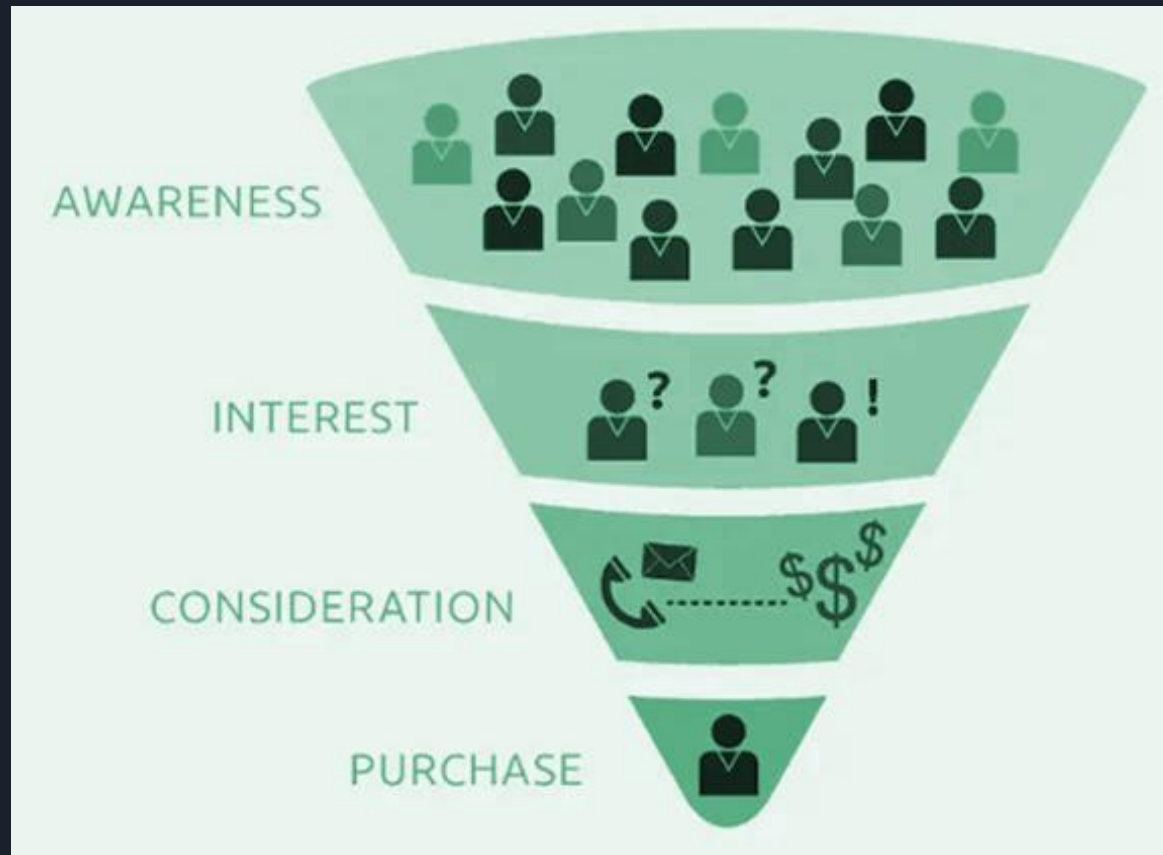 AWARENESS
? ? !
INTEREST
$ $ $
CONSIDERATION
PURCHASE